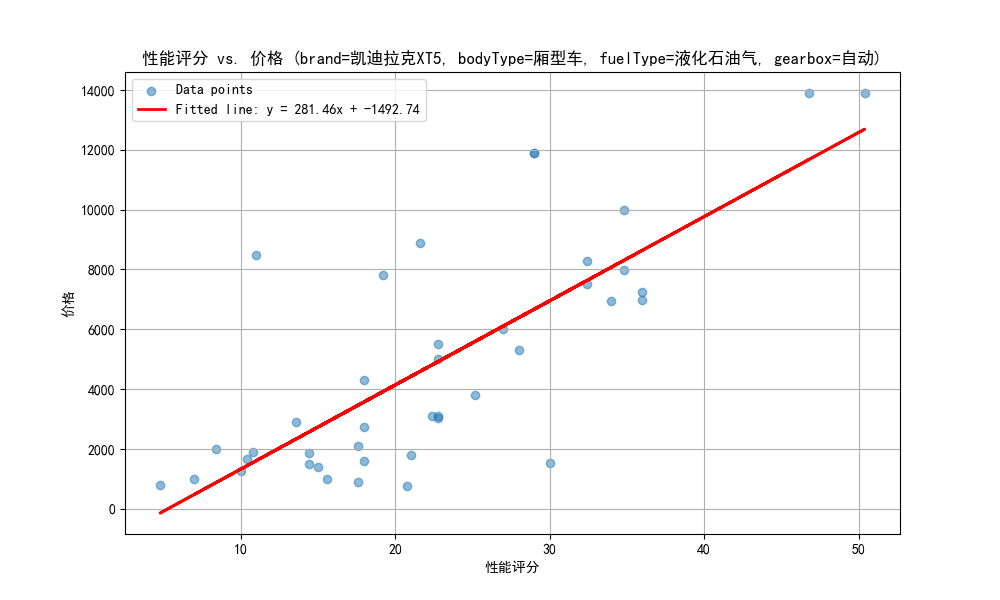 性能评分 vs. 价格 (brand=凯迪拉克XT5, bodyType=厢型车, fuelType=液化石油气, gearbox=自动)
Data points
Fitted line: y = 281.46x + -1492.74
价格
14000
12000
10000
8000
6000
4000
2000
0
10 20 30 40 50
性能评分